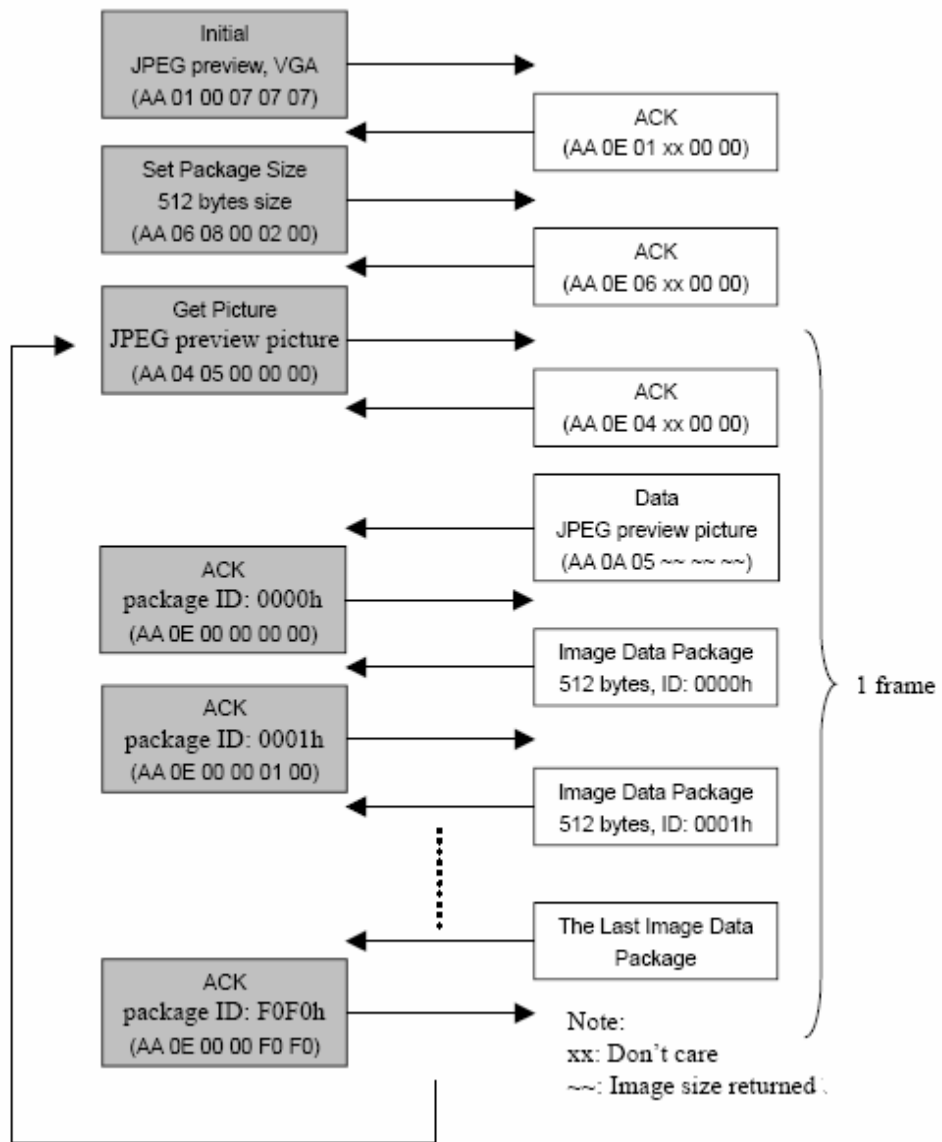 Initial
JPEG preview, VGA
(AA 01 00 07 07 07)
ACK
(AA 0E 01 xx 00 00)
Set Package Size
512 bytes size
(AA 06 08 00 02 00)
ACK
(AA 0E 06 xx 00 00)
Get Picture
JPEG preview picture
(AA 04 05 00 00 00)
ACK
(AA 0E 04 xx 00 00)
Data
JPEG preview picture
(AA 0A 05 ~~ ~~ ~~)
ACK
package ID: 0000h
(AA 0E 00 00 00 00)
Image Data Package
512 bytes, ID: 0000h
1 frame
ACK
package ID: 0001h
(AA 0E 00 00 01 00)
Image Data Package
512 bytes, ID: 0001h
The Last Image Data
Package
ACK
package ID: F0F0h
(AA 0E 00 00 F0 F0)
Note:
xx: Don't care
~~: Image size returned